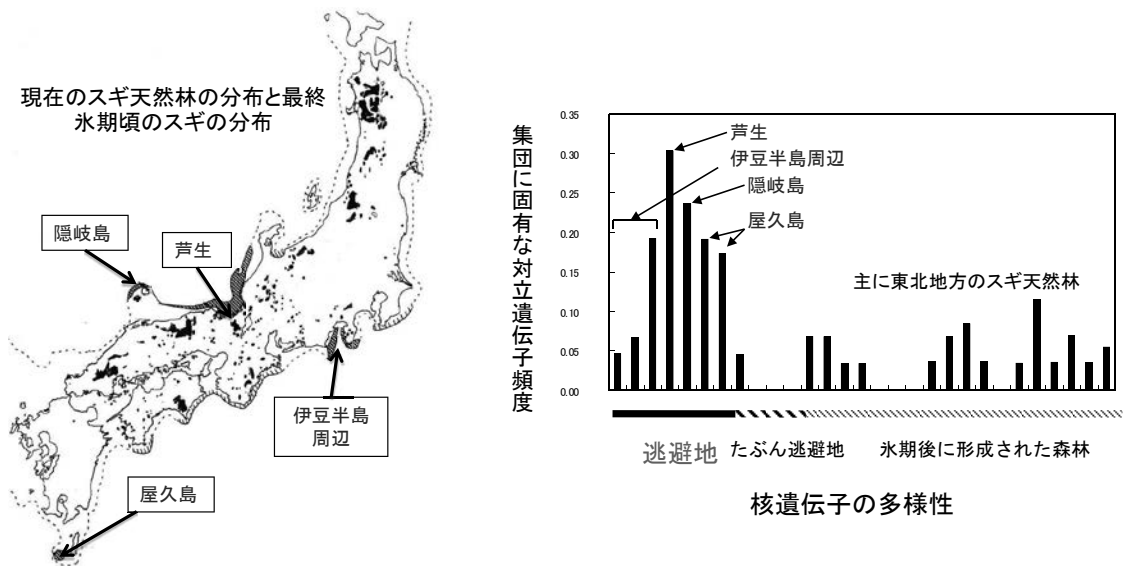 現在のスギ天然林の分布と最終
氷期頃のスギの分布
隠岐島
芦生
伊豆半島
周辺
屋久島
集団に固有な対立遺伝子頻度
0.35
0.30
0.25
0.20
0.15
0.10
0.05
0.00
芦生
伊豆半島周辺
隠岐島
屋久島
主に東北地方のスギ天然林
逃避地
たぶん逃避地
氷期後に形成された森林
核遺伝子の多様性